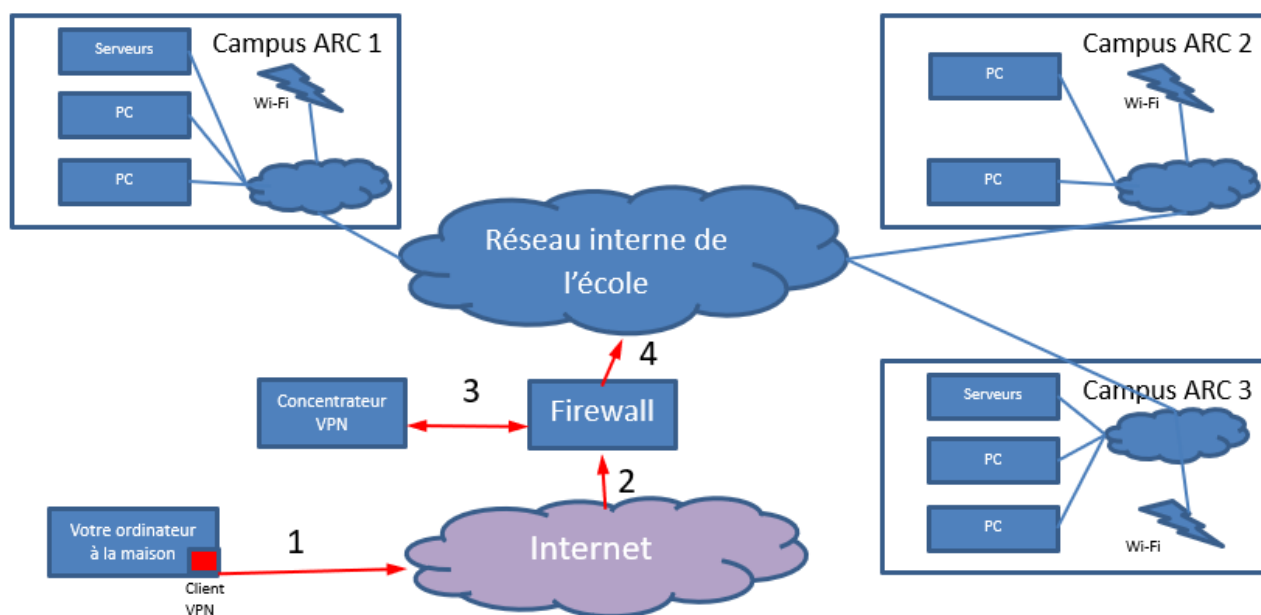 Campus ARC 1
Serveurs
Wi-Fi
PC
PC
Campus ARC 2
PC
Wi-Fi
PC
Réseau interne de
l'école
4
3
Concentrateur
VPN
Firewall
2
Campus ARC 3
Serveurs
PC
PC
Wi-Fi
Votre ordinateur
à la maison
1
Client
VPN
Internet